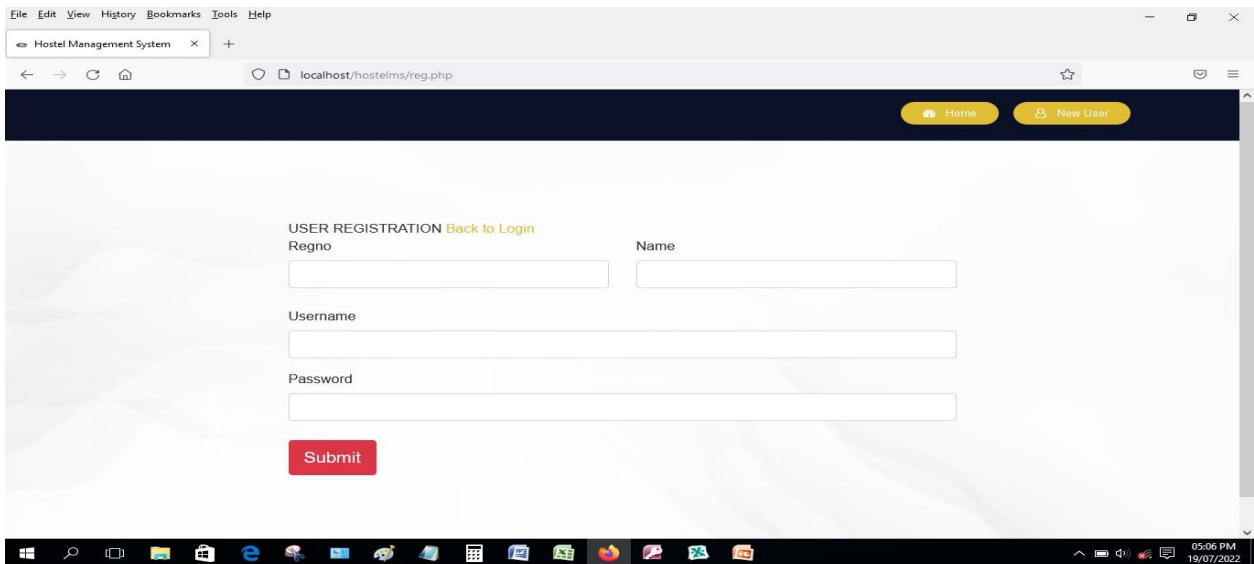 File Edit View History Bookmarks Tools Help
Hostel Management System
localhost/hostelms/reg.php
Home New User
USER REGISTRATION Back to Login
Regno Name
Username
Password
Submit
05:06 PM
19/07/2022